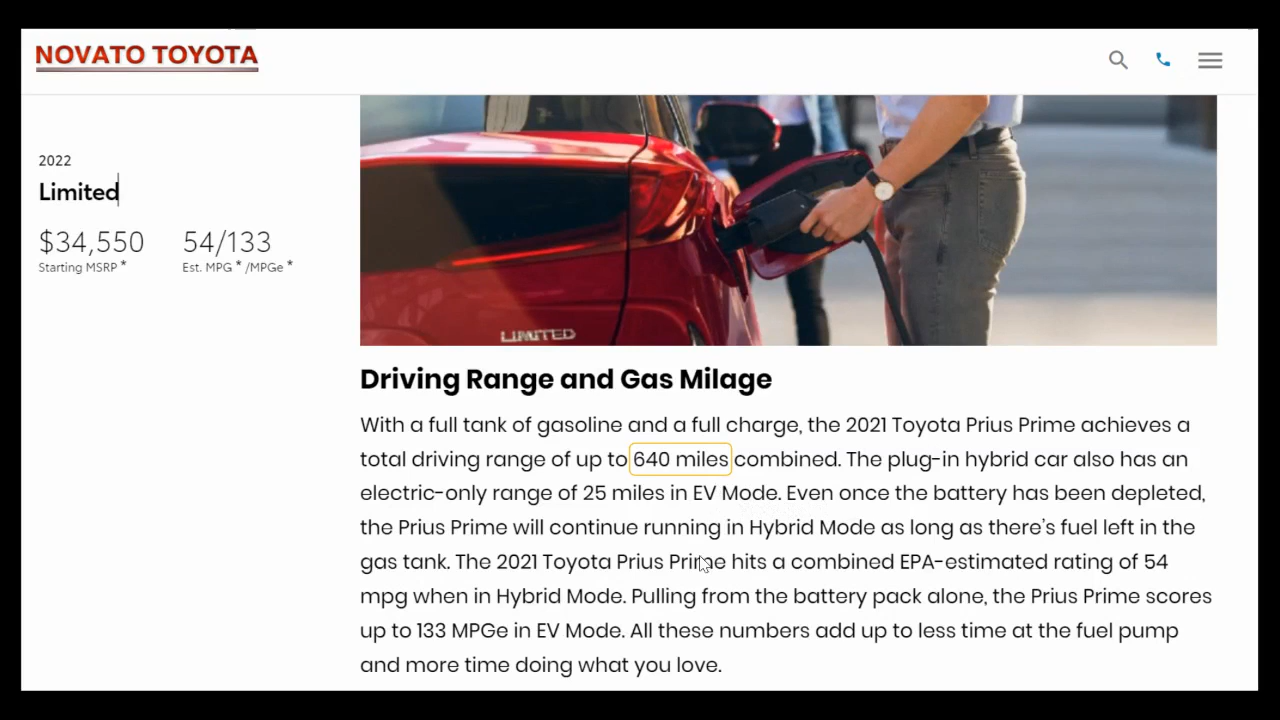 NOVATO TOYOTA
2022
Limited
$34,550 54/133
Starting MSRP * Est. MPG * /MPGe *
LIMITED
Driving Range and Gas Milage
With a full tank of gasoline and a full charge, the 2021 Toyota Prius Prime achieves a
total driving range of up to 640 miles combined. The plug-in hybrid car also has an
electric-only range of 25 miles in EV Mode. Even once the battery has been depleted,
the Prius Prime will continue running in Hybrid Mode as long as there's fuel left in the
gas tank. The 2021 Toyota Prius Prime hits a combined EPA-estimated rating of 54
mpg when in Hybrid Mode. Pulling from the battery pack alone, the Prius Prime scores
up to 133 MPGe in EV Mode. All these numbers add up to less time at the fuel pump
and more time doing what you love.